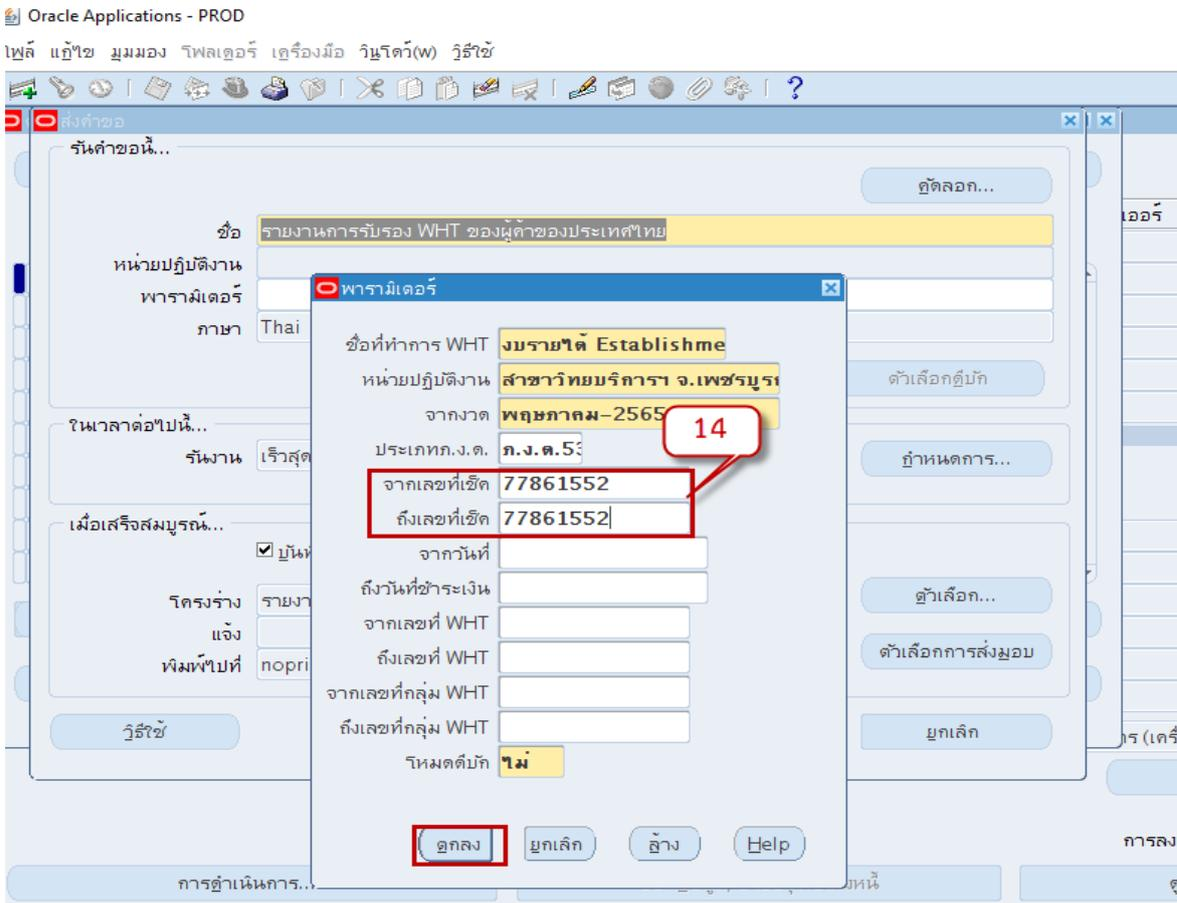 Oracle Applications - PROD
ไฟล์ แก้ไข มุมมอง โฟลเดอร์ เครื่องมือ วินโดว์(w) วิธีใช้
ส่งคำขอ
รันคำขอนี้...
คัดลอก...
ชื่อ รายงานการรับรอง WHT ของผู้ค้าของประเทศไทย
หน่วยปฏิบัติงาน
พารามิเตอร์
ภาษา Thai
ตัวเลือกดีบัก
ในเวลาต่อไปนี้...
รันงาน เร็วสุด
กำหนดการ...
เมื่อเสร็จสมบูรณ์...
โครงร่าง
ตัวเลือก...
แจ้ง
พิมพ์ไปที่ nopri
ตัวเลือกการส่งมอบ
วิธีใช้
ยกเลิก
พารามิเตอร์
ชื่อที่ทำการ WHT งบรายได้ Establishme
หน่วยปฏิบัติงาน สาขาวิทยบริการฯ จ.เพชรบูร
จากงวด พฤษภาคม-2565
14
ประเภทภ.ง.ด. ภ.ง.ด.53
จากเลขที่เช็ค 77861552
ถึงเลขที่เช็ค 77861552
จากวันที่
ถึงวันที่ชำระเงิน
จากเลขที่ WHT
ถึงเลขที่ WHT
จากเลขที่กลุ่ม WHT
ถึงเลขที่กลุ่ม WHT
โหมดดีบัก ไม่
ตกลง
ยกเลิก
ล้าง
Help
การดำเนินการ...